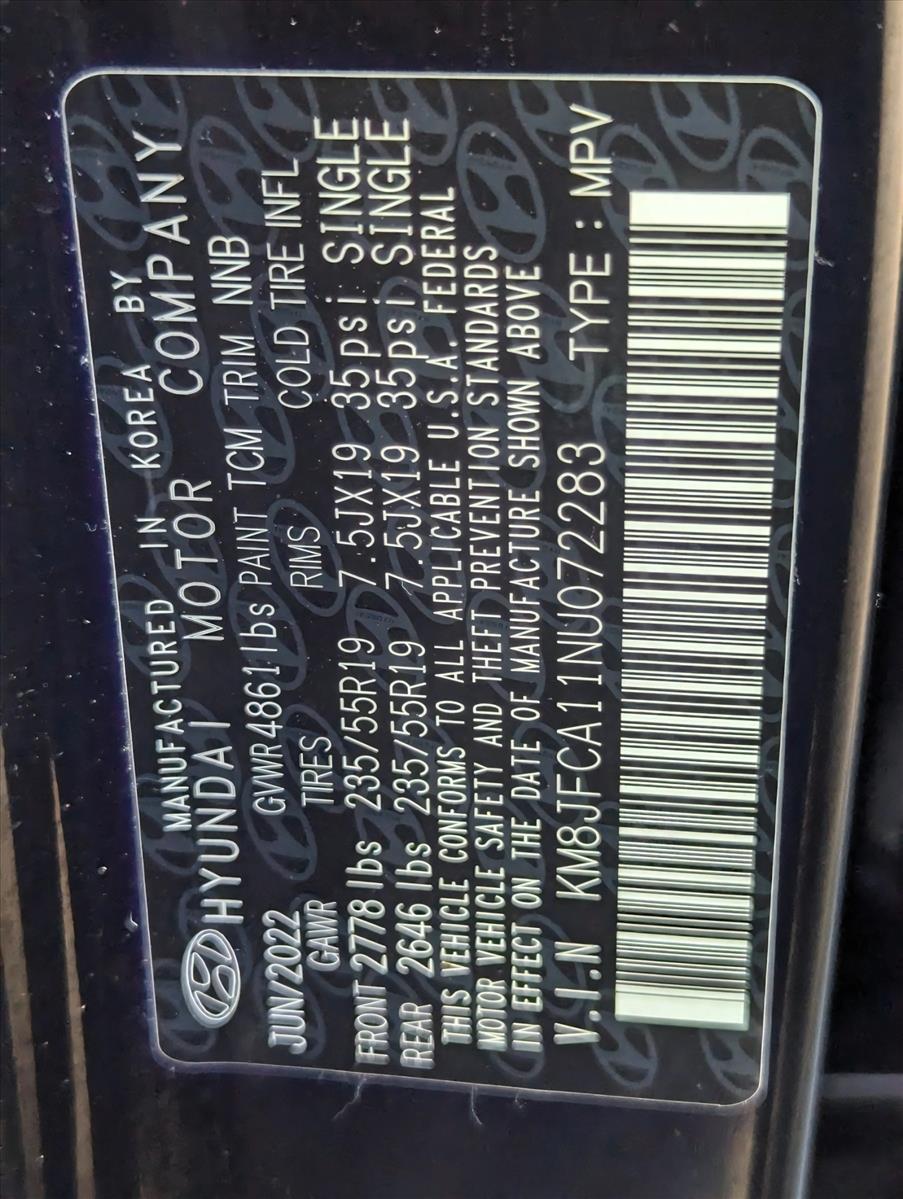 MANUFACTURED IN KOREA BY
HYUNDAI MOTOR COMPANY
JUN/2022 GVWR4861lbs PAINT TCM TRIM NNB
GAWR TIRES RIMS COLD TIRE INFL
FRONT 2778 lbs 235/55R19 7.5JX19 35psi SINGLE
REAR 2646 lbs 235/55R19 7.5JX19 35psi SINGLE
THIS VEHICLE CONFORMS TO ALL APPLICABLE U.S.A. FEDERAL
MOTOR VEHICLE SAFETY AND THEFT PREVENTION STANDARDS
IN EFFECT ON THE DATE OF MANUFACTURE SHOWN ABOVE
V.I.N KM8JFCA11NU072283 TYPE : MPV